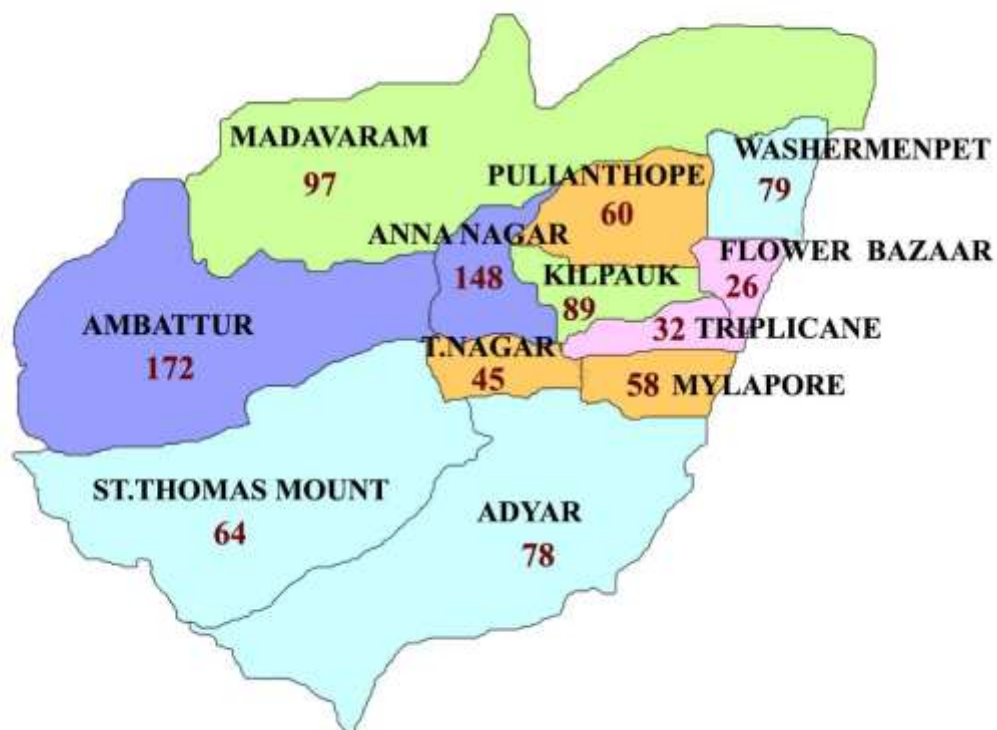 MADAVARAM
97
WASHERMENPET
79
PULIANTHOPE
60
ANNA NAGAR
148
FLOWER BAZAAR
26
KILPAUK
89
AMBATTUR
172
32 TRIPLICANE
T.NAGAR
45
58 MYLAPORE
ST.THOMAS MOUNT
64
ADYAR
78